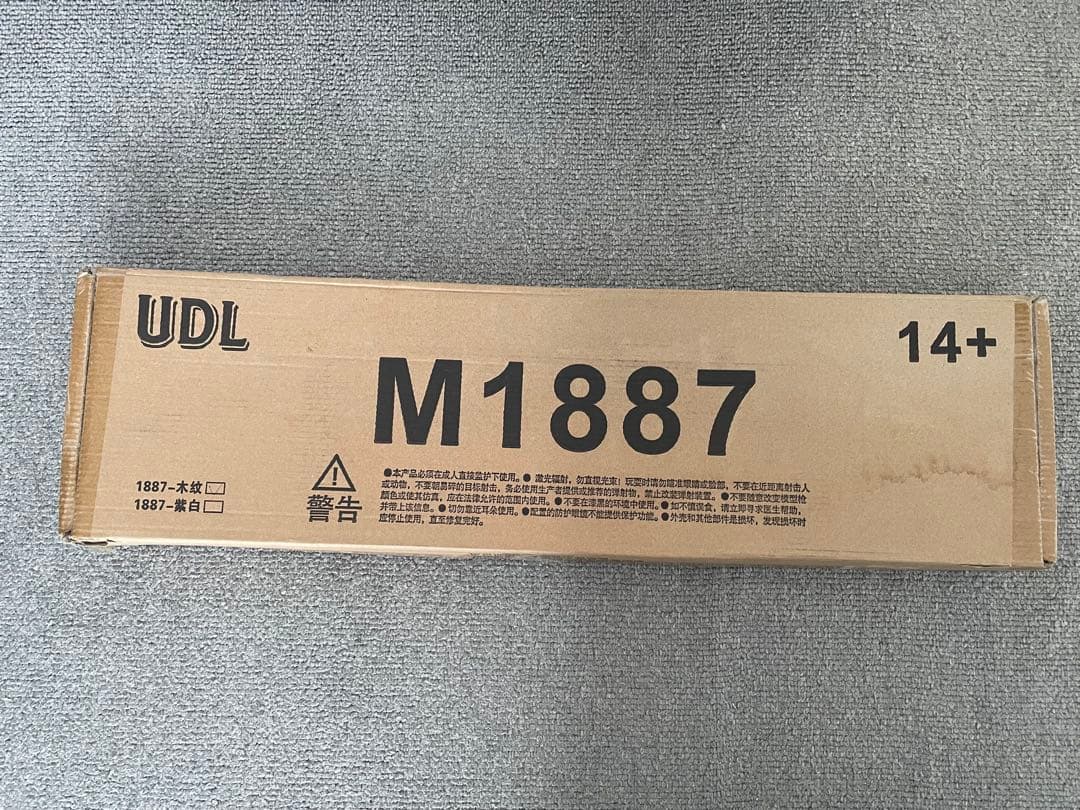 UDL
14+
M1887
1887-木纹
1887-紫白
警告
●本产品必须在成人直接监护下使用。● 激光辐射，勿直视光束！玩耍时请勿瞄准眼睛或脸部，不要在近距离射击人
或动物，不要朝易碎的目标射击，务必使用生产者提供或推荐的弹射物，禁止改装弹射装置。●不要随意改变模型枪
颜色或使其仿真，应在法律允许的范围内使用。●不要在漆黑的环境中使用。●如不慎误食，请立即寻求医生帮助，
并带上该信息。●切勿靠近耳朵使用。●配置的防护眼镜不能提供保护功能。●外壳和其他部件是损坏，发现损坏时
应停止使用，直至修复完好。